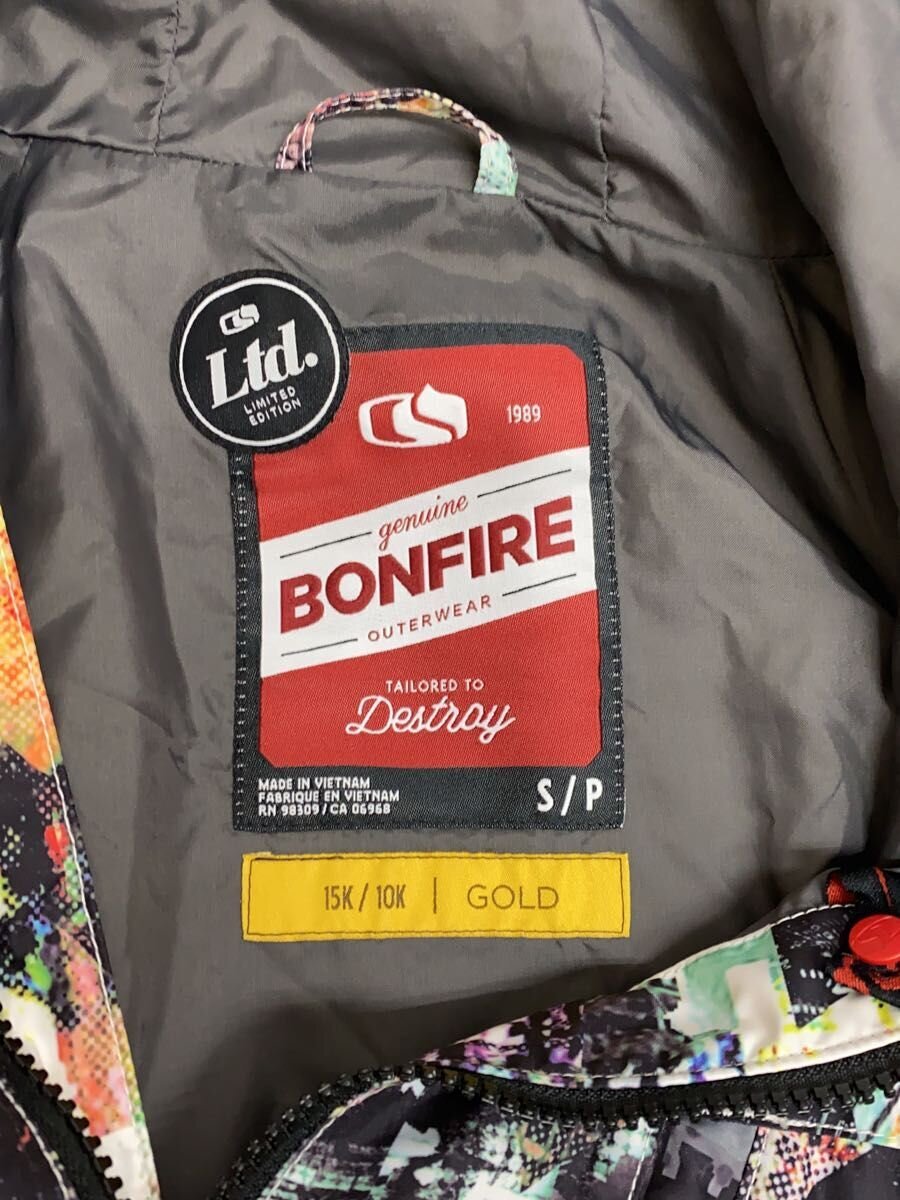 Ltd.
LIMITED
EDITION
1989
genuine
BONFIRE
OUTERWEAR
TAILORED TO
Destroy
MADE IN VIETNAM
FABRIQUE EN VIETNAM
RN 98309 / CA 06968
S/P
15K / 10K | GOLD